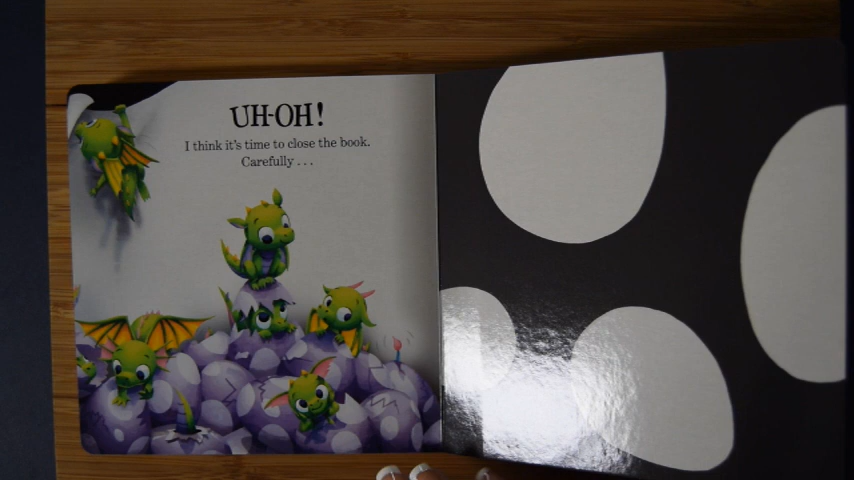 UH-OH!
I think it's time to close the book.
Carefully . . .